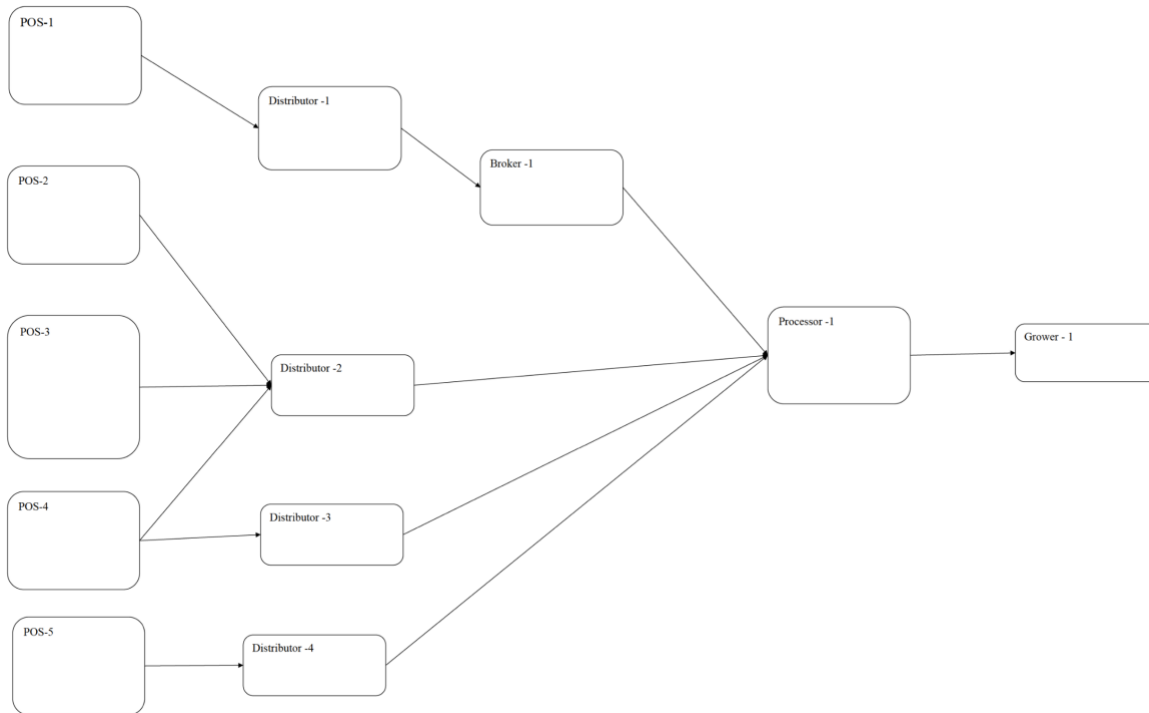 POS-1
Distributor -1
Broker -1
POS-2
Processor -1
POS-3
Grower - 1
Distributor -2
POS-4
Distributor -3
POS-5
Distributor -4